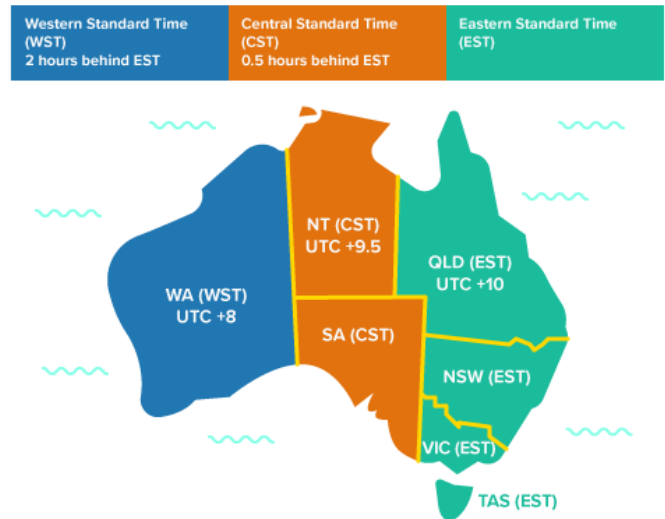 Western Standard Time
(WST)
2 hours behind EST
Central Standard Time
(CST)
0.5 hours behind EST
Eastern Standard Time
(EST)
NT (CST)
UTC +9.5
QLD (EST)
UTC +10
WA (WST)
UTC +8
SA (CST)
NSW (EST)
VIC (EST)
TAS (EST)